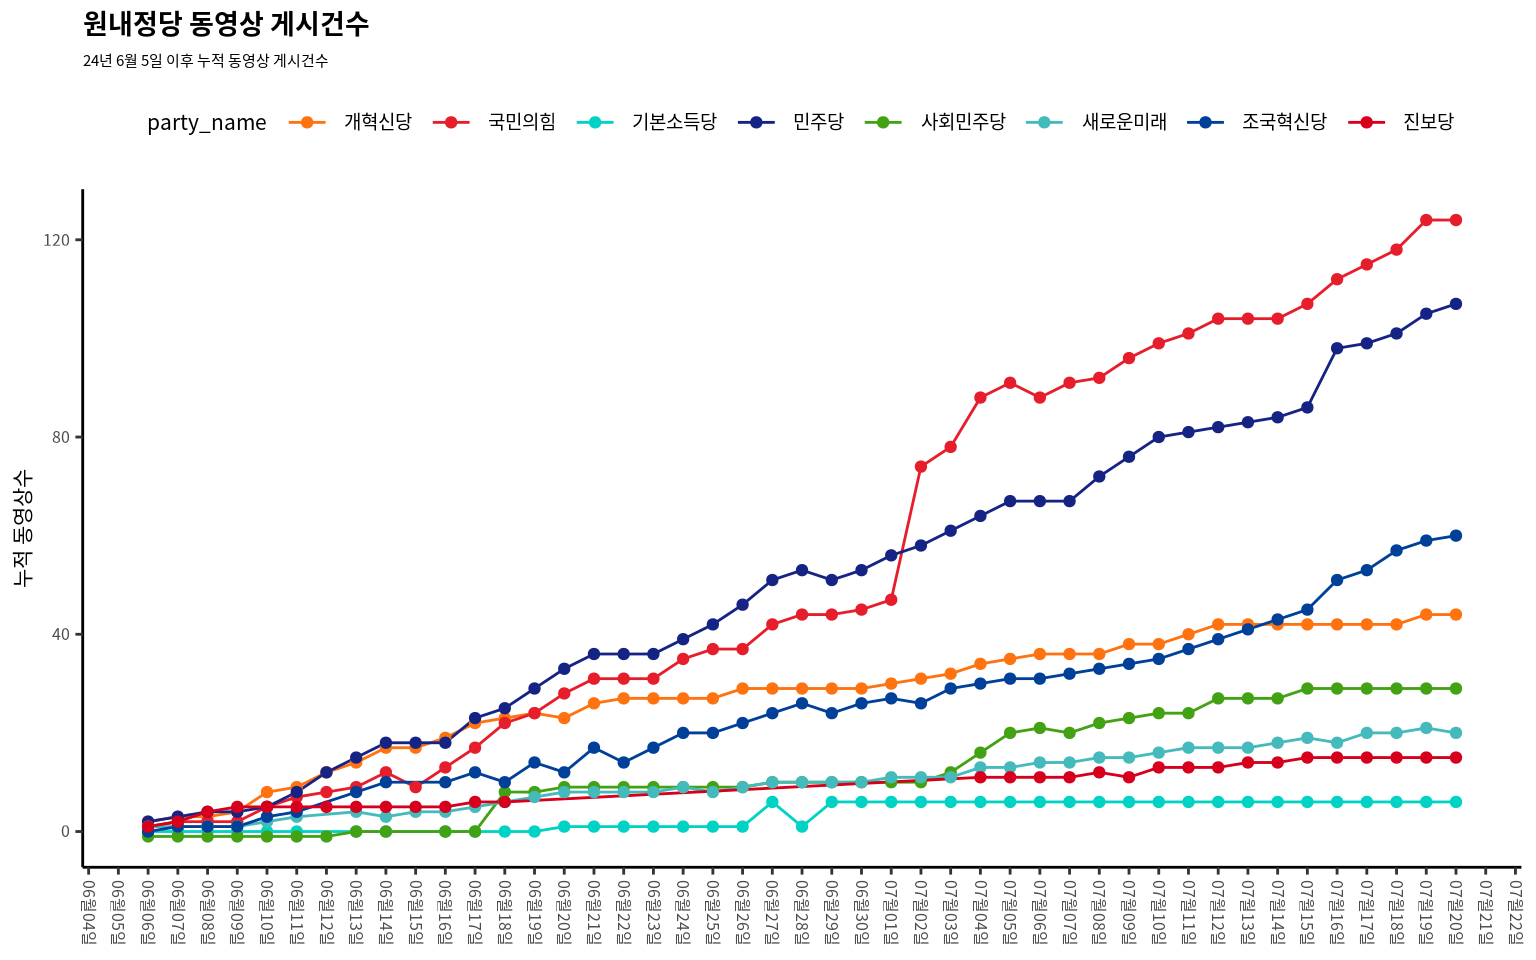 원내정당 동영상 게시건수
24년 6월 5일 이후 누적 동영상 게시건수
party_name 개혁신당 국민의힘 기본소득당 민주당 사회민주당 새로운미래 조국혁신당 진보당
누적 동영상수
120
80
40
0
06월04일
06월05일
06월06일
06월07일
06월08일
06월09일
06월10일
06월11일
06월12일
06월13일
06월14일
06월15일
06월16일
06월17일
06월18일
06월19일
06월20일
06월21일
06월22일
06월23일
06월24일
06월25일
06월26일
06월27일
06월28일
06월29일
06월30일
07월01일
07월02일
07월03일
07월04일
07월05일
07월06일
07월07일
07월08일
07월09일
07월10일
07월11일
07월12일
07월13일
07월14일
07월15일
07월16일
07월17일
07월18일
07월19일
07월20일
07월21일
07월22일